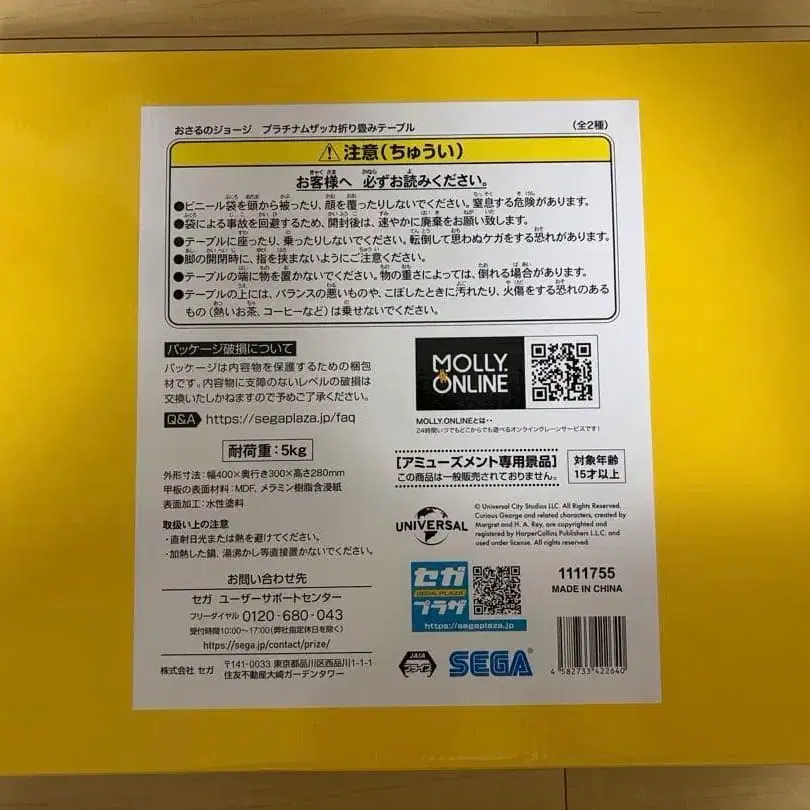 おさるのジョージ プラチナムザッカ折り畳みテーブル (全2種)
⚠注意(ちゅうい)
お客様へ 必ずお読みください。
●ビニール袋を頭から被ったり、顔を覆ったりしないでください。窒息する危険があります。
●袋による事故を回避するため、開封後は、速やかに廃棄をお願い致します。
●テーブルに座ったり、乗ったりしないでください。転倒して思わぬケガをする恐れがあります。
●脚の開閉時に、指を挟まないようにご注意ください。
●テーブルの端に物を置かないでください。物の重さによっては、倒れる場合があります。
●テーブルの上には、バランスの悪いものや、こぼしたときに汚れたり、火傷をする恐れのある
もの(熱いお茶、コーヒーなど)は乗せないでください。
パッケージ破損について
パッケージは内容物を保護するための梱包
材です。内容物に支障のないレベルの破損は
交換いたしかねますので予めご了承ください。
Q&A https://segaplaza.jp/faq
耐荷重:5kg
外形寸法:幅400×奥行き300×高さ280mm
甲板の表面材料:MDF、メラミン樹脂含浸紙
表面加工:水性塗料
取扱い上の注意
・直射日光または熱を避けてください。
・加熱した鍋、湯沸かし等直接置かないでください。
お問い合わせ先
セガ ユーザーサポートセンター
フリーダイヤル 0120-680-043
受付時間10:00~17:00(弊社指定休日を除く)
https://sega.jp/contact/prize/
株式会社 セガ 〒141-0033 東京都品川区西品川1-1-1
住友不動産大崎ガーデンタワー
MOLLY.
ONLINE
MOLLY.ONLINEとは・・
24時間いつでもどこからでも遊べるオンラインクレーンサービスです!
[アミューズメント専用景品]
この商品は一般販売されておりません。
対象年齢
15才以上
UNIVERSAL
© Universal City Studios LLC. All Rights Reserved.
Curious George and related characters, created by
Margret and H. A. Rey, are copyrighted and
registered by HarperCollins Publishers L.L.C. and
used under license. All rights reserved.
セガ
SEGA PLAZA
プラザ
https://segaplaza.jp
1111755
MADE IN CHINA
JAIA
プライズ
SEGA®
4 582733 422640